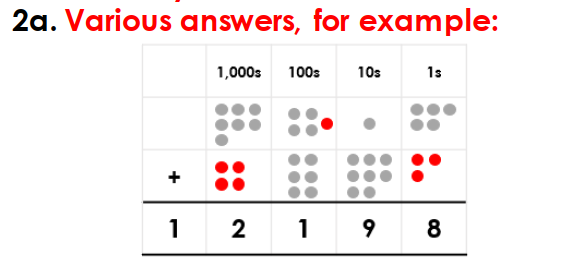 2a. Various answers, for example:
1,000s 100s 10s 1s
+
1 2 1 9 8